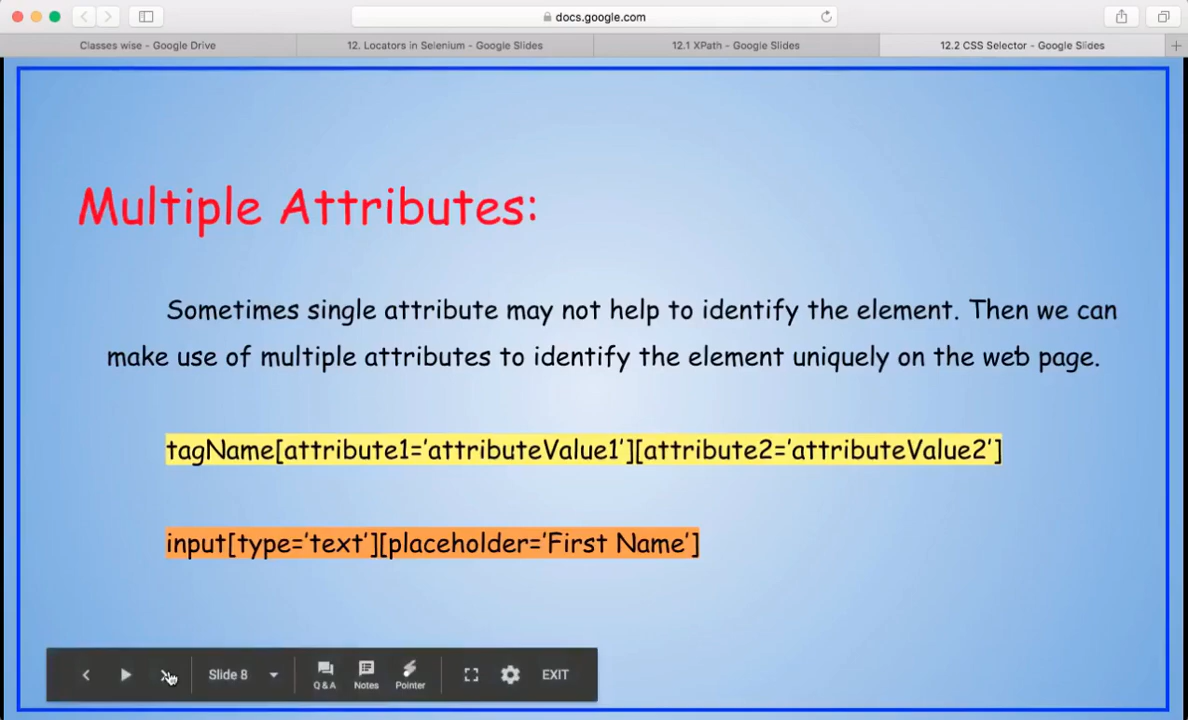 docs.google.com
Classes wise - Google Drive
12. Locators in Selenium - Google Slides
12.1 XPath - Google Slides
12.2 CSS Selector - Google Slides
Multiple Attributes:
Sometimes single attribute may not help to identify the element. Then we can
make use of multiple attributes to identify the element uniquely on the web page.
tagName[attribute1='attributeValue1'][attribute2='attributeValue2']
input[type='text'][placeholder='First Name']
Slide 8
Q&A
Notes
Pointer
EXIT